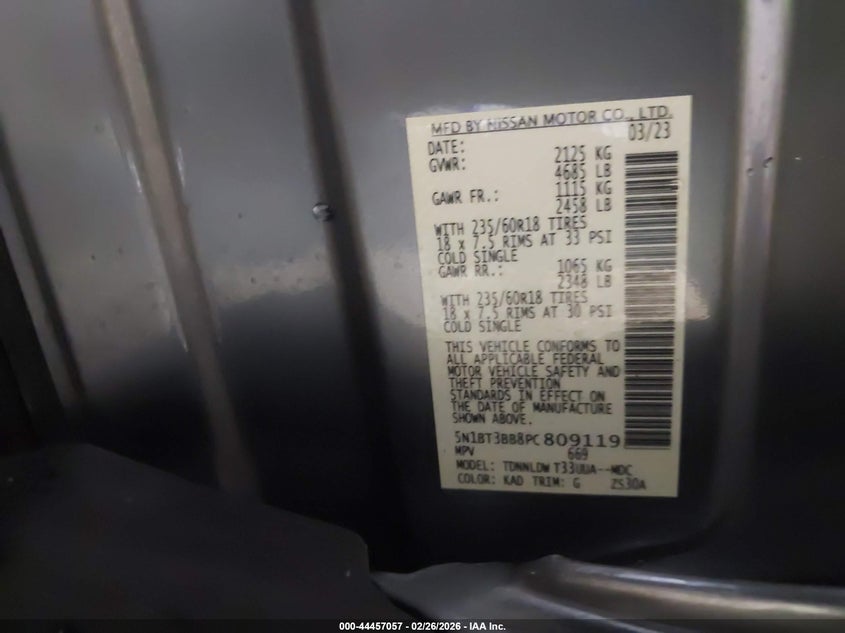 MFD BY NISSAN MOTOR CO., LTD.
DATE: 03/23
GVWR: 2125 KG
4685 LB
GAWR FR.: 1115 KG
2458 LB
WITH 235/60R18 TIRES
18 x 7.5 RIMS AT 33 PSI
COLD SINGLE
GAWR RR.: 1065 KG
2348 LB
WITH 235/60R18 TIRES
18 x 7.5 RIMS AT 30 PSI
COLD SINGLE
THIS VEHICLE CONFORMS TO
ALL APPLICABLE FEDERAL
MOTOR VEHICLE SAFETY AND
THEFT PREVENTION
STANDARDS IN EFFECT ON
THE DATE OF MANUFACTURE
SHOWN ABOVE.
5N1BT3BB8PC809119
MPV 669
MODEL: TDNNLDW T33UUA--MDC
COLOR: KAD TRIM: G ZS30A
000-44457057 - 02/26/2026 - IAA Inc.